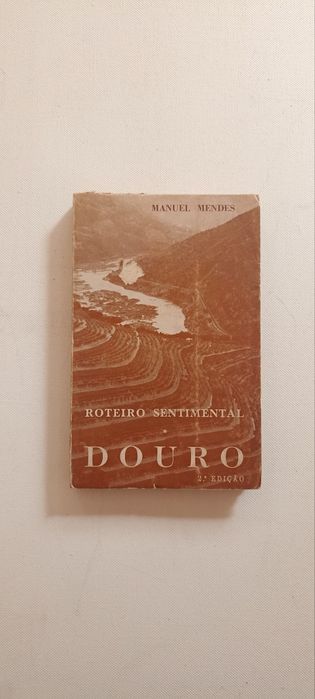 MANUEL MENDES
ROTEIRO SENTIMENTAL
•
DOURO
2.ª EDIÇÃO